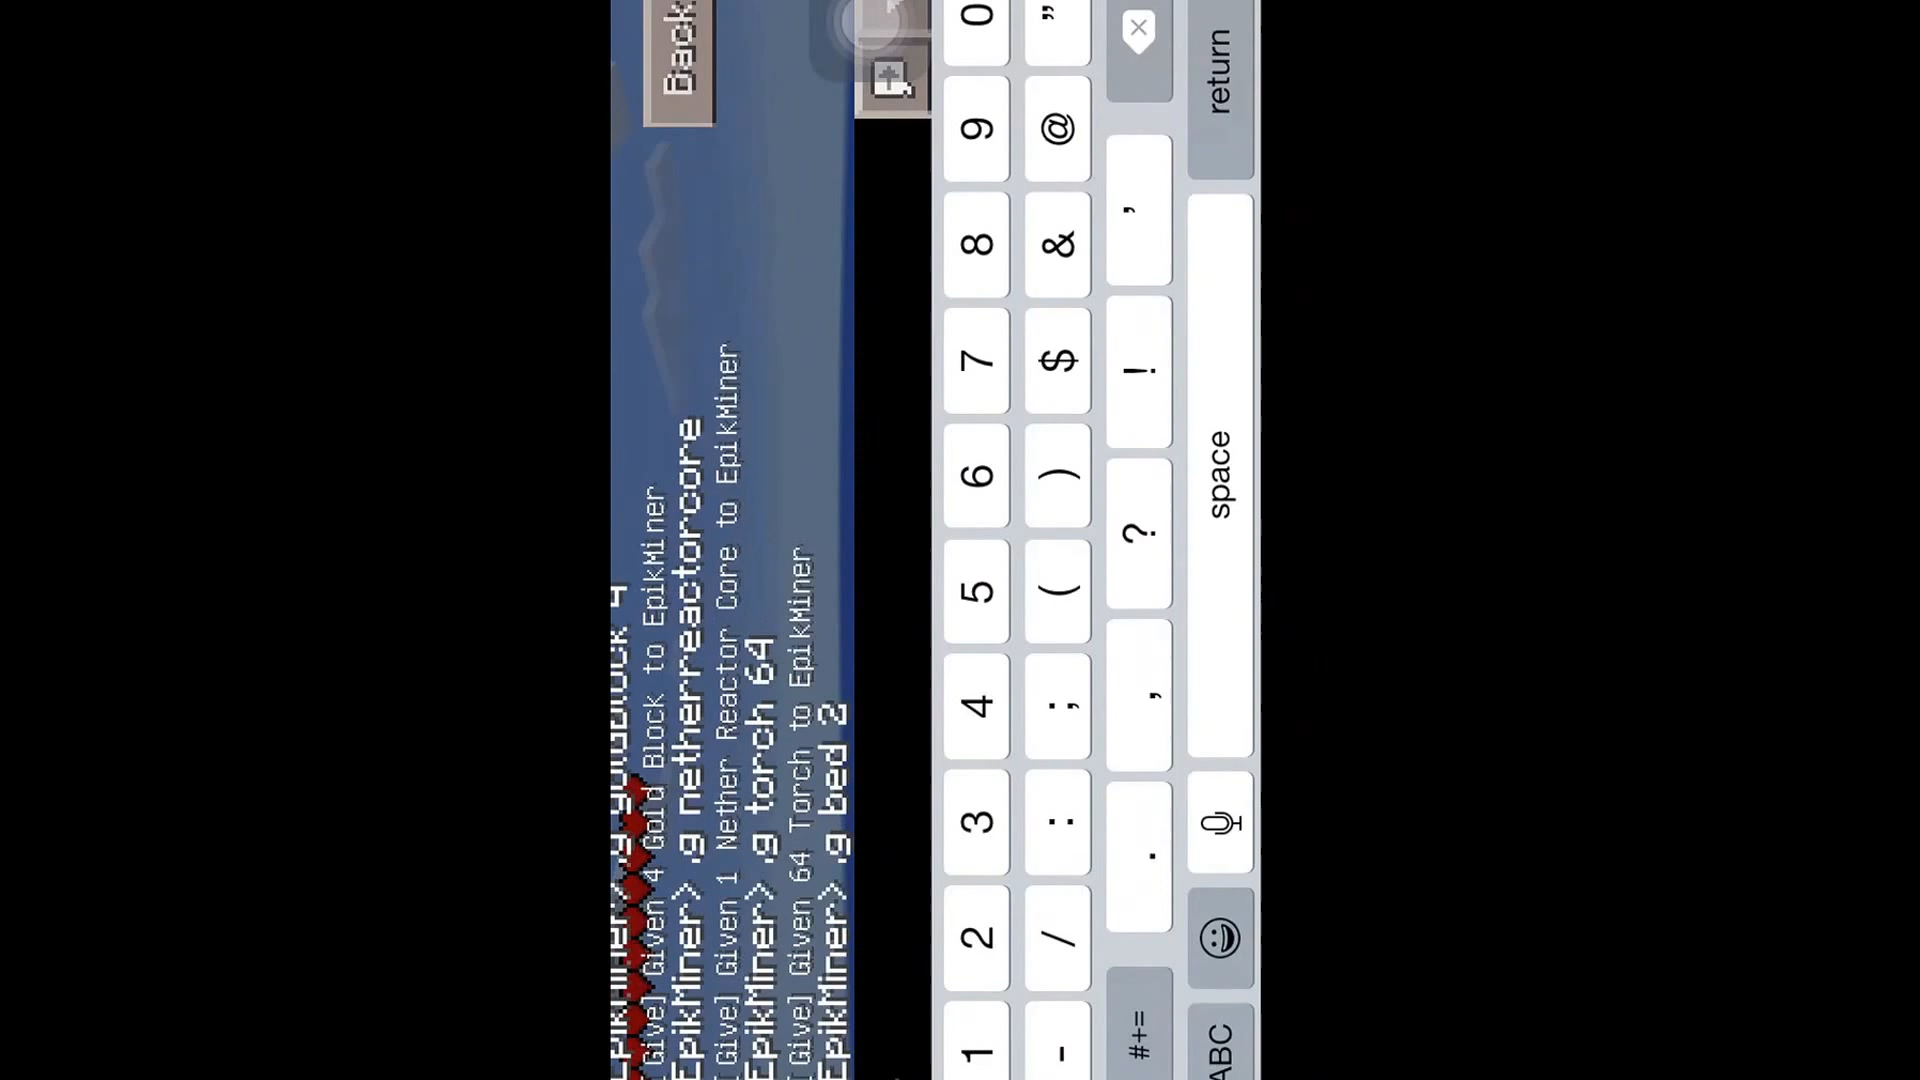 Back
EpikMiner> .g goldblock 4
[Give] Given 4 Gold Block to EpikMiner
EpikMiner> .g netherreactorcore
[Give] Given 1 Nether Reactor Core to EpikMiner
EpikMiner> .g torch 64
[Give] Given 64 Torch to EpikMiner
EpikMiner> .g bed 2
1 2 3 4 5 6 7 8 9 0
- / : ; ( ) $ & @ "
#+= . , ? ! '
ABC space return